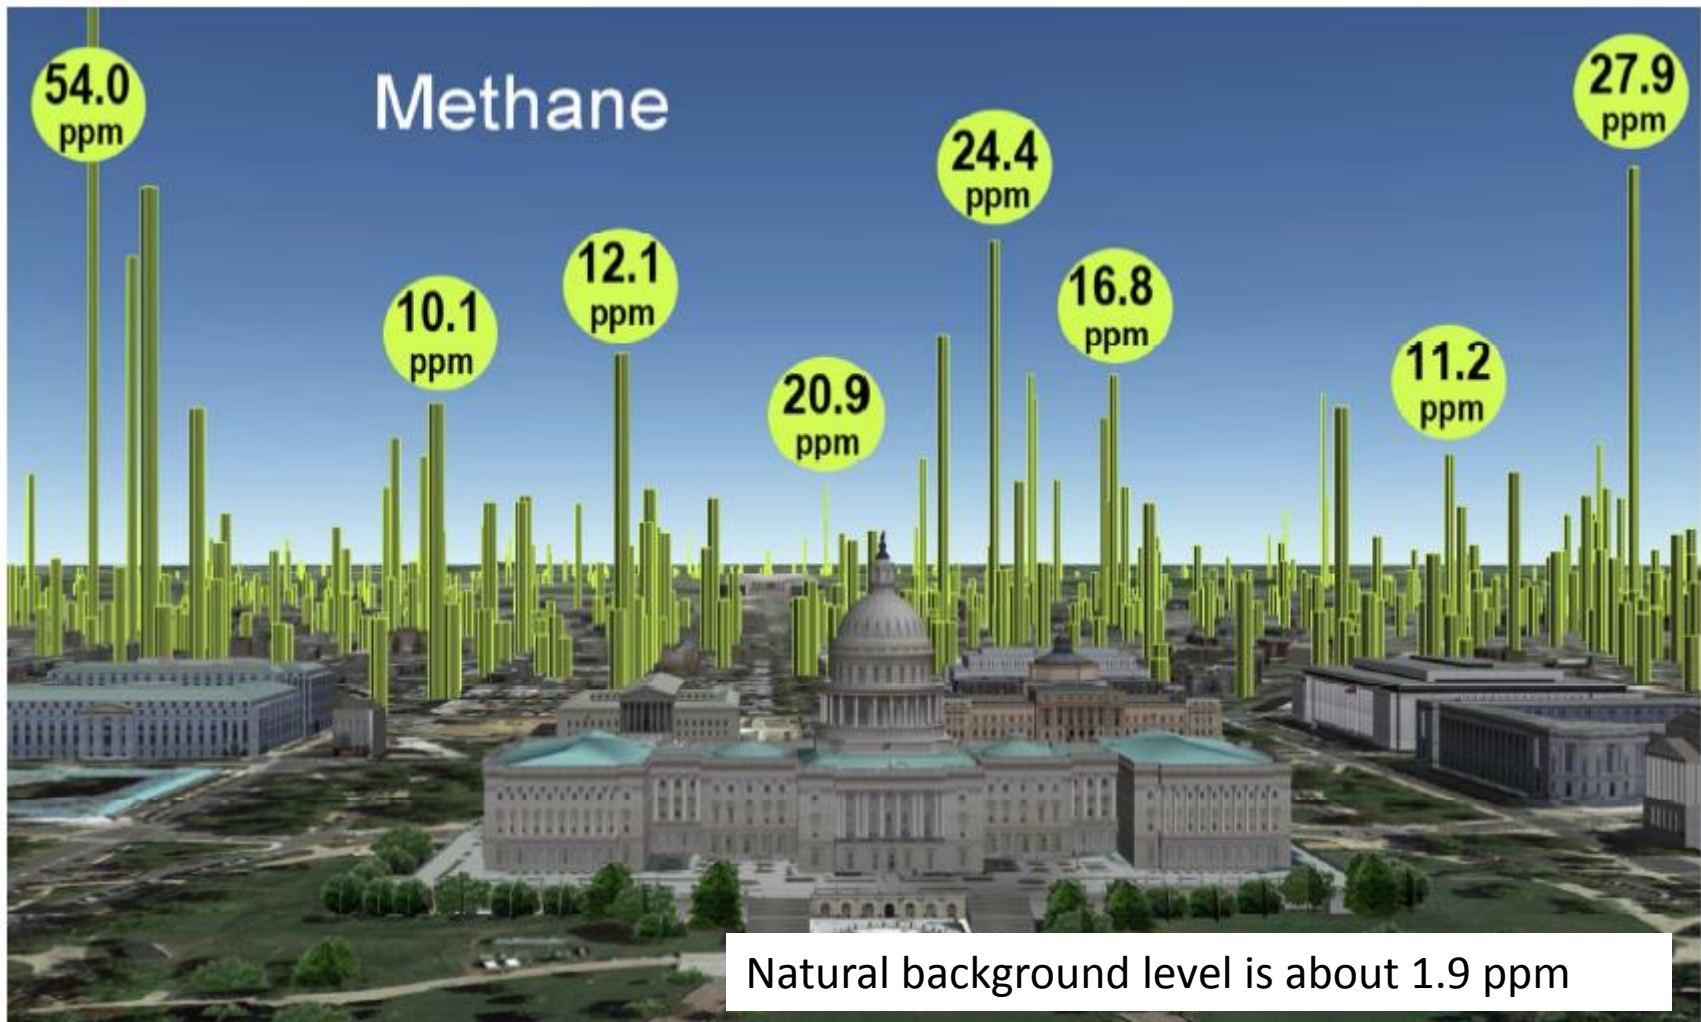 54.0
ppm
Methane
27.9
ppm
24.4
ppm
12.1
ppm
16.8
ppm
10.1
ppm
11.2
ppm
20.9
ppm
Natural background level is about 1.9 ppm